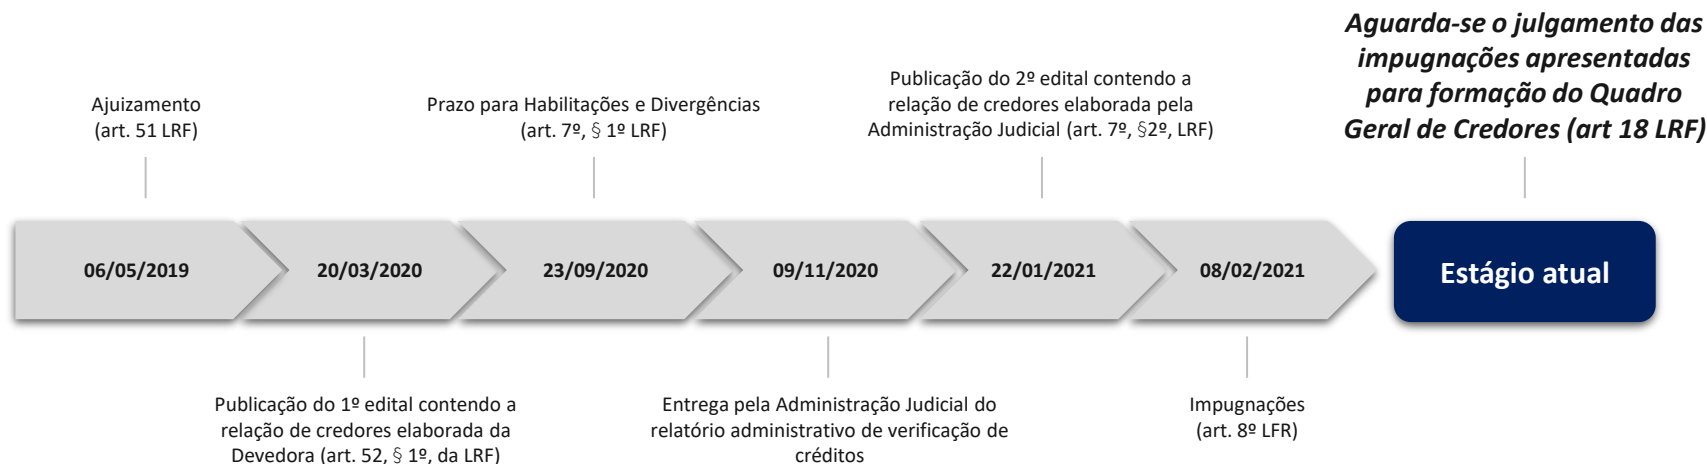 Aguarda-se o julgamento das
impugnações apresentadas
para formação do Quadro
Geral de Credores (art 18 LRF)
Ajuizamento
(art. 51 LRF)
Prazo para Habilitações e Divergências
(art. 7º, § 1º LRF)
Publicação do 2º edital contendo a
relação de credores elaborada pela
Administração Judicial (art. 7º, §2º, LRF)
06/05/2019
20/03/2020
23/09/2020
09/11/2020
22/01/2021
08/02/2021
Estágio atual
Publicação do 1º edital contendo a
relação de credores elaborada da
Devedora (art. 52, § 1º, da LRF)
Entrega pela Administração Judicial do
relatório administrativo de verificação de
créditos
Impugnações
(art. 8º LFR)